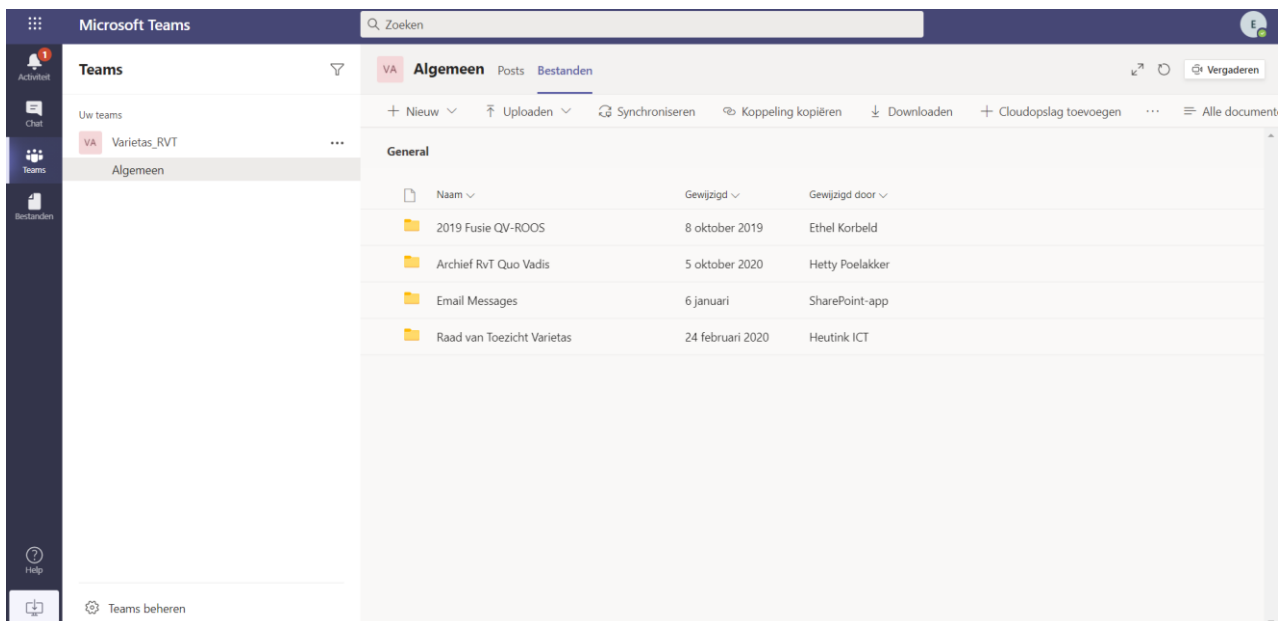 Microsoft Teams
Zoeken
E
1
Activiteit
Chat
Teams
Bestanden
Help
Teams
Uw teams
VA Varietas_RVT ...
Algemeen
Teams beheren
VA Algemeen Posts Bestanden
Vergaderen
Nieuw Uploaden Synchroniseren Koppeling kopiëren Downloaden Cloudopslag toevoegen ... Alle document
General
Naam Gewijzigd Gewijzigd door
2019 Fusie QV-ROOS 8 oktober 2019 Ethel Korbeld
Archief RvT Quo Vadis 5 oktober 2020 Hetty Poelakker
Email Messages 6 januari SharePoint-app
Raad van Toezicht Varietas 24 februari 2020 Heutink ICT